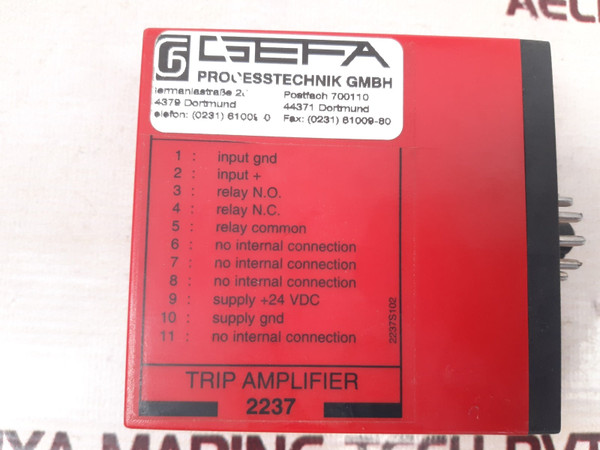 GEFA
PROCESSTECHNIK GMBH
Postfach 700110
4379 Dortmund 44371 Dortmund
(0231) Fax: (0231) 61009-80
1 : input gnd
2 : input +
3 : relay N.O.
4 : relay N.C.
5 : relay common
6 : no internal connection
7 : no internal connection
8 : no internal connection
9 : supply +24 VDC
10 : supply gnd
11 : no internal connection
2237S102
TRIP AMPLIFIER
2237